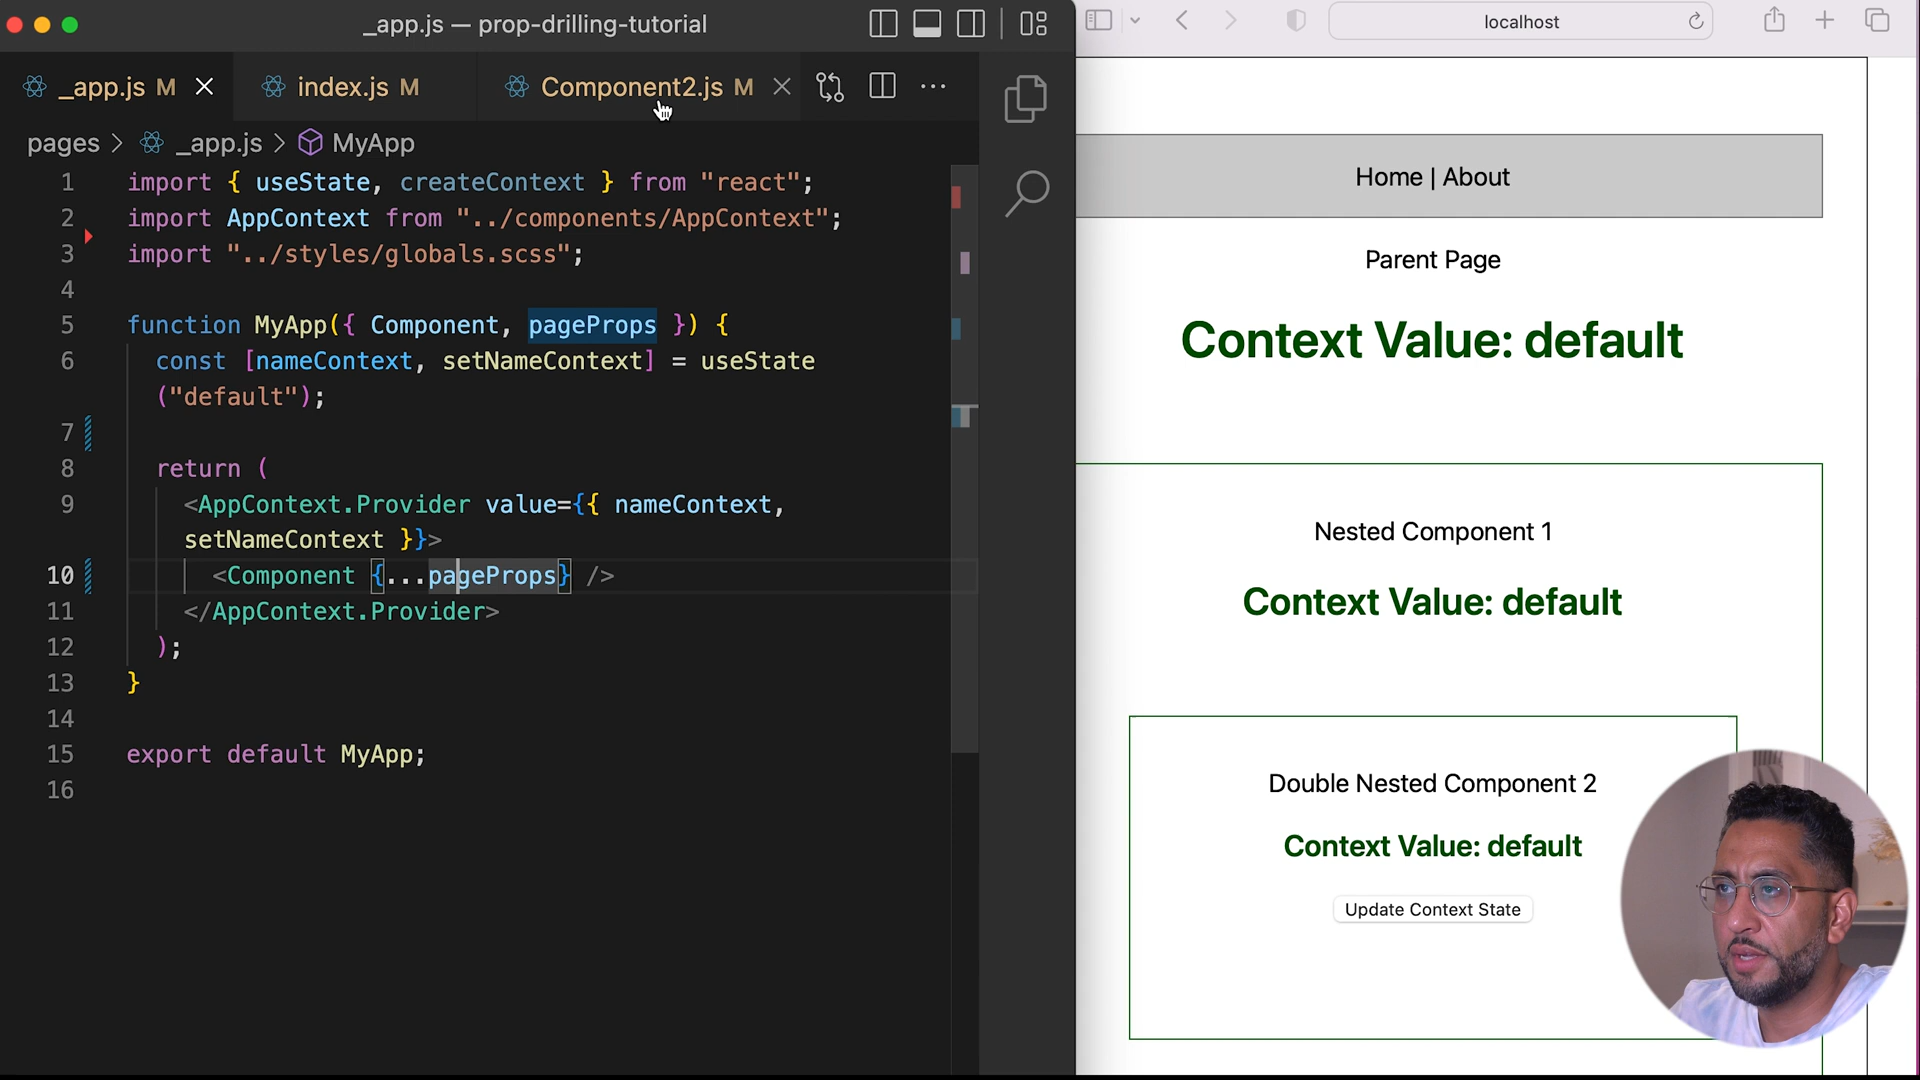 _app.js — prop-drilling-tutorial
_app.js M
index.js M
Component2.js M
pages > _app.js > MyApp
1 import { useState, createContext } from "react";
2 import AppContext from "../components/AppContext";
3 import "../styles/globals.scss";
4
5 function MyApp({ Component, pageProps }) {
6 const [nameContext, setNameContext] = useState
("default");
7
8 return (
9 <AppContext.Provider value={{ nameContext,
setNameContext }}>
10 <Component {...pageProps} />
11 </AppContext.Provider>
12 );
13 }
14
15 export default MyApp;
16
localhost
Home | About
Parent Page
Context Value: default
Nested Component 1
Context Value: default
Double Nested Component 2
Context Value: default
Update Context State